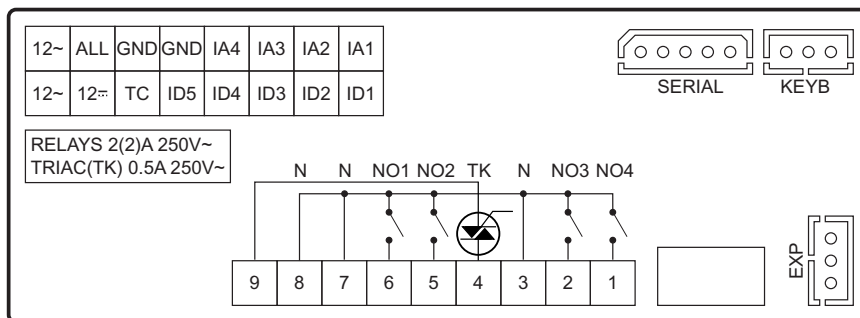 12~ ALL GND GND IA4 IA3 IA2 IA1
12~ 12⎓ TC ID5 ID4 ID3 ID2 ID1
SERIAL KEYB
RELAYS 2(2)A 250V~
TRIAC(TK) 0.5A 250V~
N N NO1 NO2 TK N NO3 NO4
EXP
9 8 7 6 5 4 3 2 1